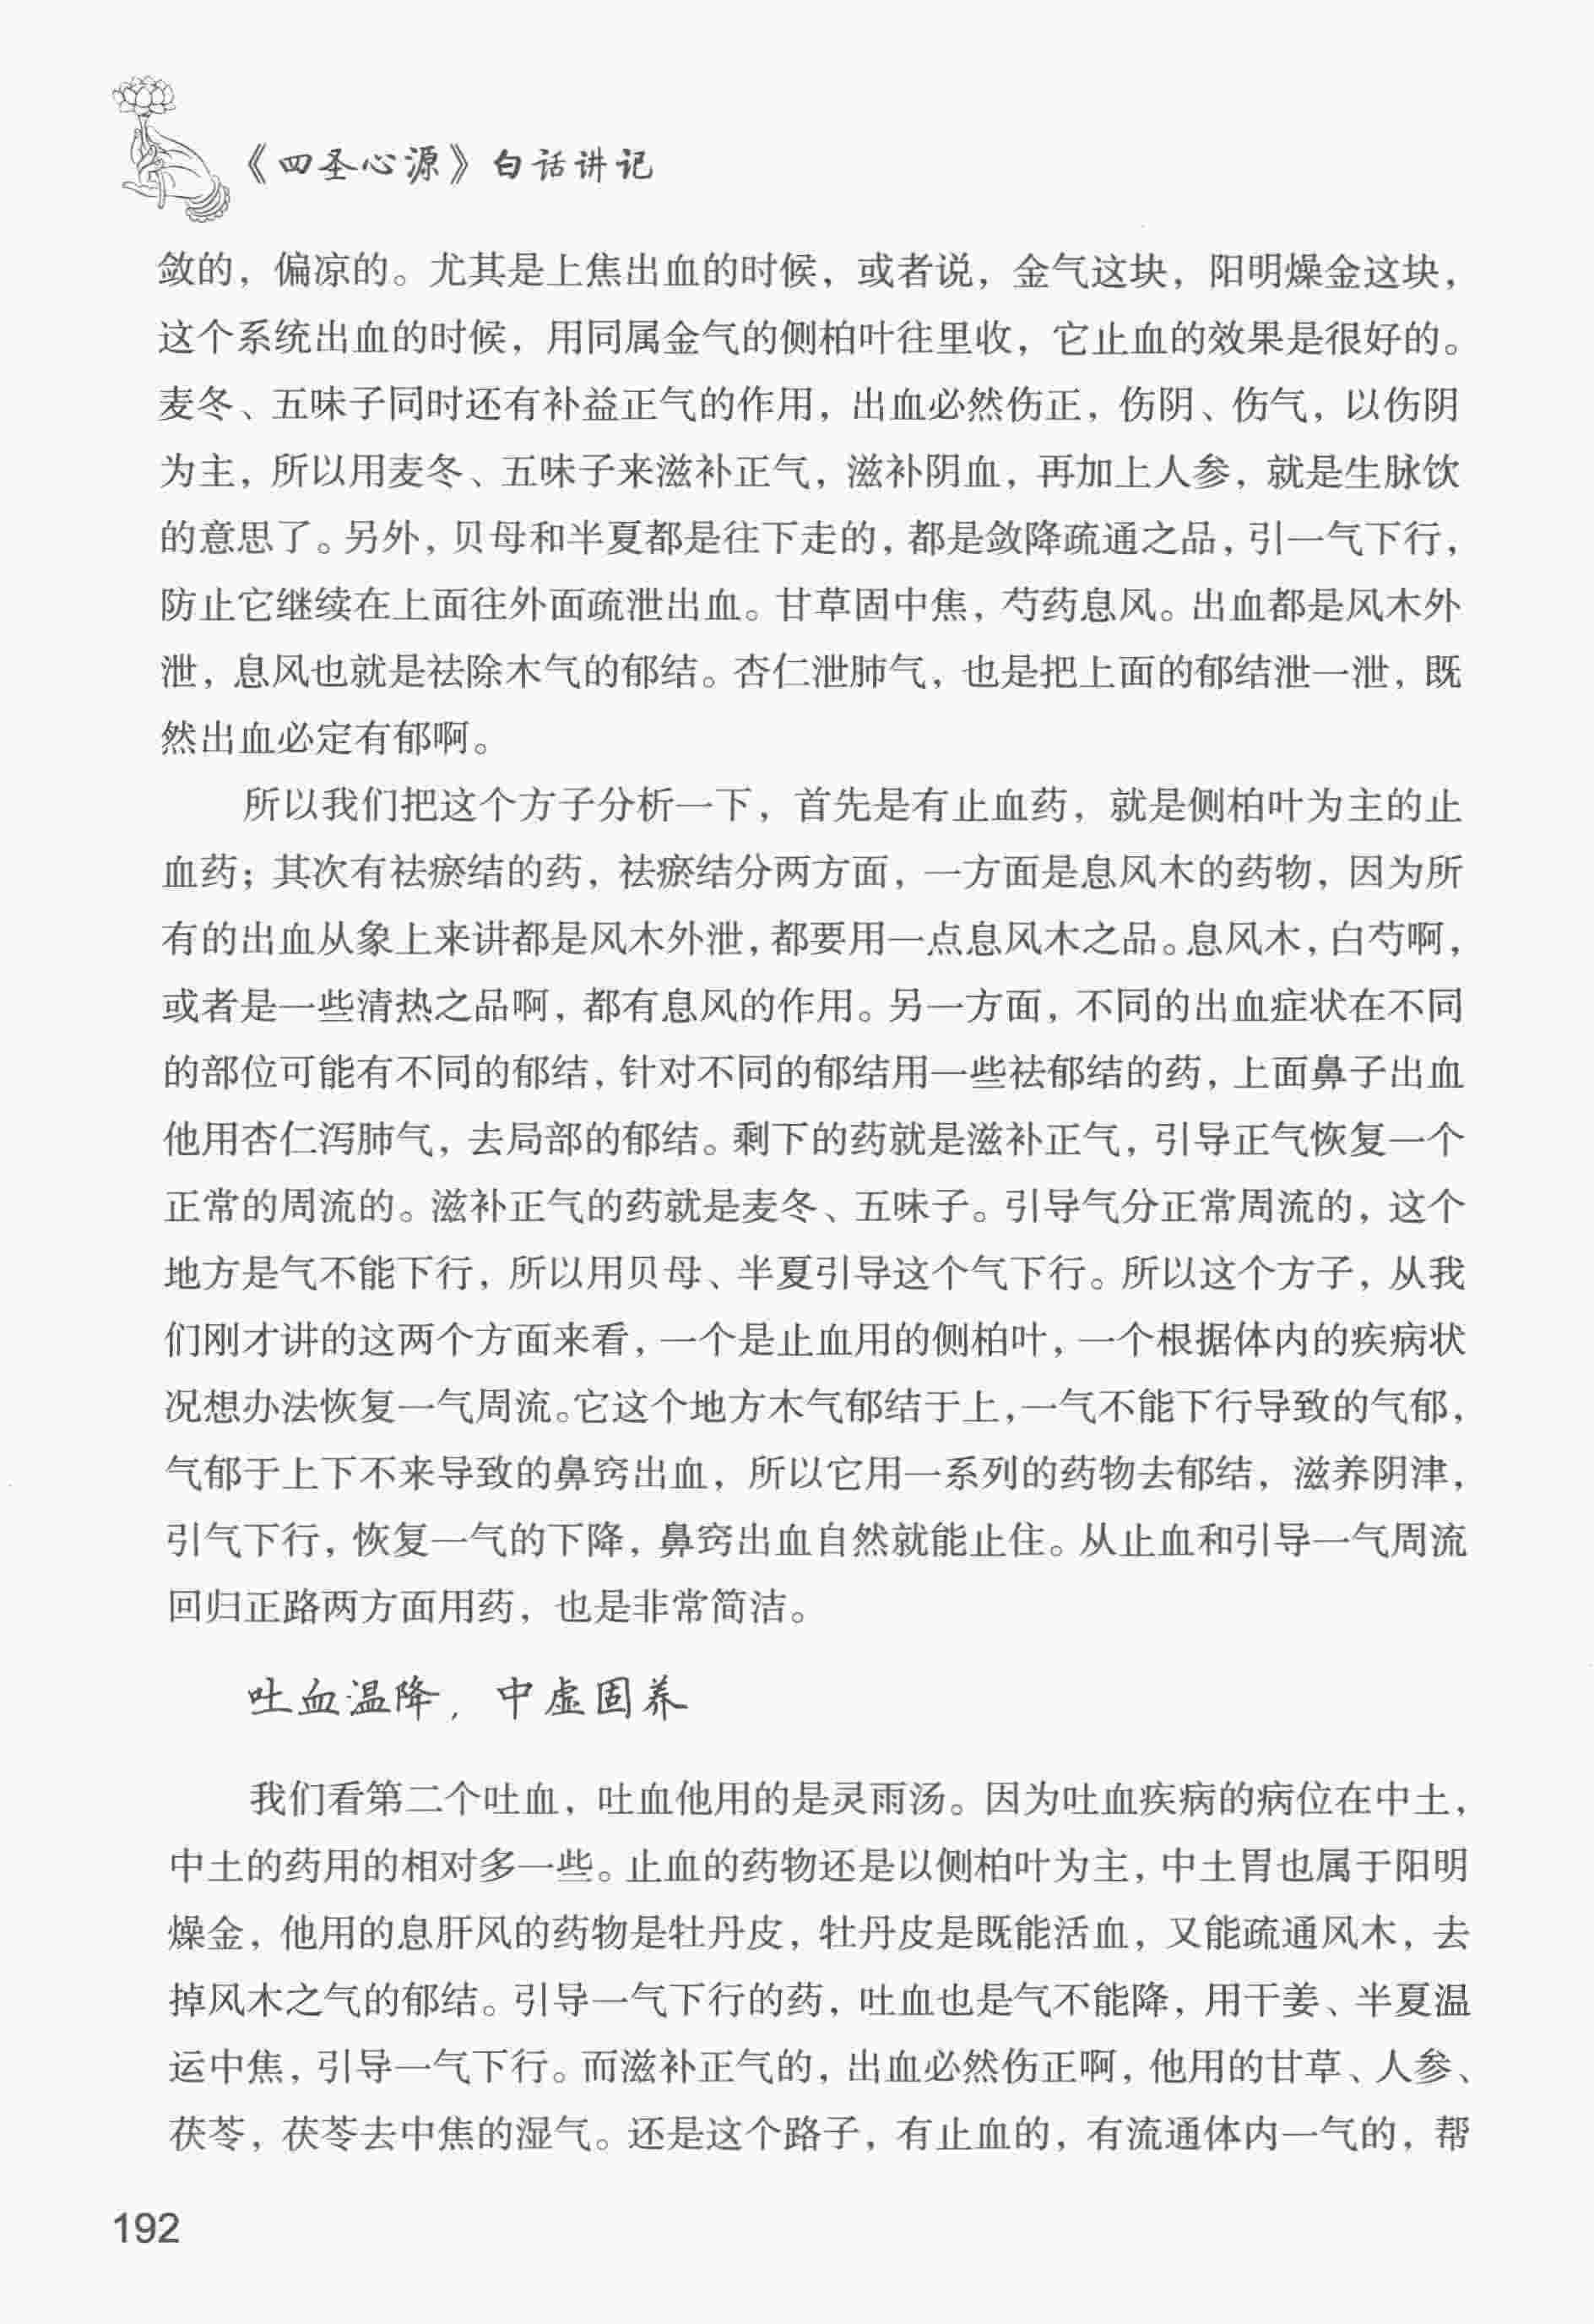 《四圣心源》白话讲记
敛的，偏凉的。尤其是上焦出血的时候，或者说，金气这块，阳明燥金这块，
这个系统出血的时候，用同属金气的侧柏叶往里收，它止血的效果是很好的。
麦冬、五味子同时还有补益正气的作用，出血必然伤正，伤阴、伤气，以伤阴
为主，所以用麦冬、五味子来滋补正气，滋补阴血，再加上人参，就是生脉饮
的意思了。另外，贝母和半夏都是往下走的，都是敛降疏通之品，引一气下行，
防止它继续在上面往外面疏泄出血。甘草固中焦，芍药息风。出血都是风木外
泄，息风也就是祛除木气的郁结。杏仁泄肺气，也是把上面的郁结泄一泄，既
然出血必定有郁啊。
所以我们把这个方子分析一下，首先是有止血药，就是侧柏叶为主的止
血药；其次有祛瘀结的药，祛瘀结分两方面，一方面是息风木的药物，因为所
有的出血从象上来讲都是风木外泄，都要用一点息风木之品。息风木，白芍啊，
或者是一些清热之品啊，都有息风的作用。另一方面，不同的出血症状在不同
的部位可能有不同的郁结，针对不同的郁结用一些祛郁结的药，上面鼻子出血
他用杏仁泻肺气，去局部的郁结。剩下的药就是滋补正气，引导正气恢复一个
正常的周流的。滋补正气的药就是麦冬、五味子。引导气分正常周流的，这个
地方是气不能下行，所以用贝母、半夏引导这个气下行。所以这个方子，从我
们刚才讲的这两个方面来看，一个是止血用的侧柏叶，一个根据体内的疾病状
况想办法恢复一气周流。它这个地方木气郁结于上，一气不能下行导致的气郁，
气郁于上下不来导致的鼻窍出血，所以它用一系列的药物去郁结，滋养阴津，
引气下行，恢复一气的下降，鼻窍出血自然就能止住。从止血和引导一气周流
回归正路两方面用药，也是非常简洁。
吐血温降，中虚固养
我们看第二个吐血，吐血他用的是灵雨汤。因为吐血疾病的病位在中土，
中土的药用的相对多一些。止血的药物还是以侧柏叶为主，中土胃也属于阳明
燥金，他用的息肝风的药物是牡丹皮，牡丹皮是既能活血，又能疏通风木，去
掉风木之气的郁结。引导一气下行的药，吐血也是气不能降，用干姜、半夏温
运中焦，引导一气下行。而滋补正气的，出血必然伤正啊，他用的甘草、人参、
茯苓，茯苓去中焦的湿气。还是这个路子，有止血的，有流通体内一气的，帮
192